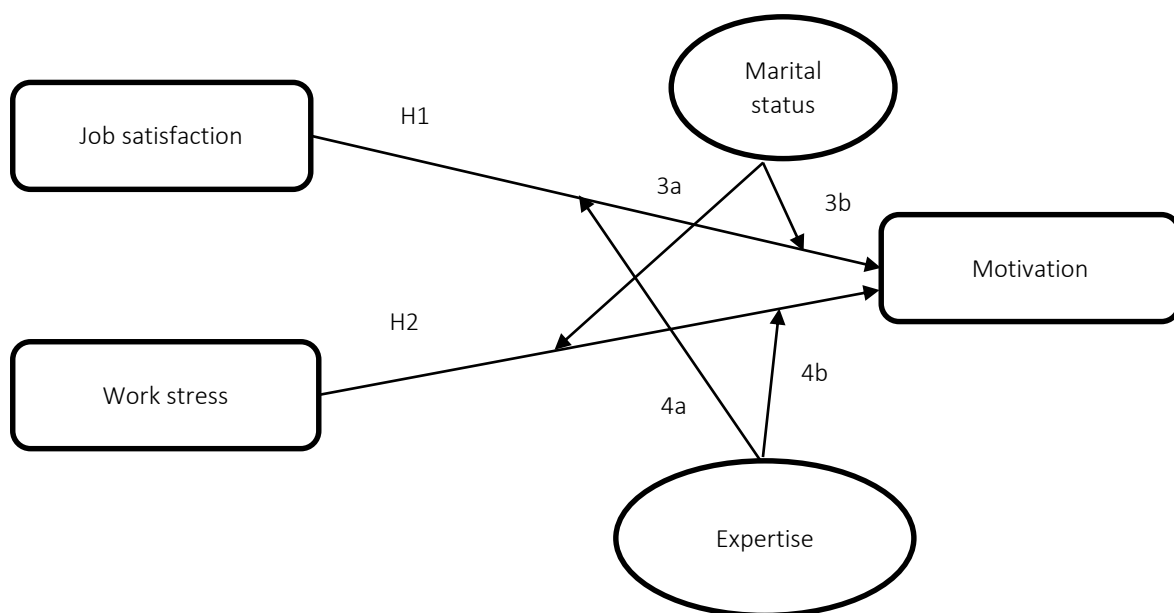 Marital
status
Job satisfaction
H1
3a
3b
Motivation
H2
Work stress
4a
4b
Expertise